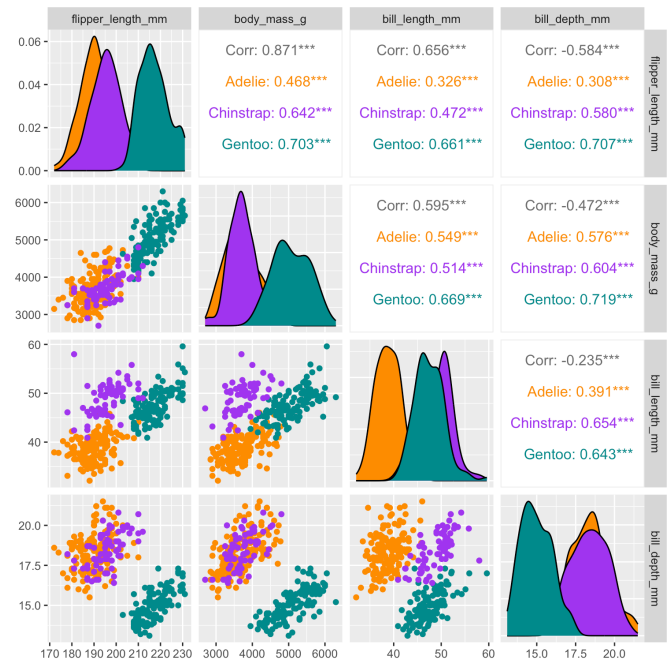 flipper_length_mm
body_mass_g
bill_length_mm
bill_depth_mm
0.06
0.04
0.02
0.00
Corr: 0.871***
Adelie: 0.468***
Chinstrap: 0.642***
Gentoo: 0.703***
Corr: 0.656***
Adelie: 0.326***
Chinstrap: 0.472***
Gentoo: 0.661***
Corr: -0.584***
Adelie: 0.308***
Chinstrap: 0.580***
Gentoo: 0.707***
flipper_length_mm
6000
5000
4000
3000
Corr: 0.595***
Adelie: 0.549***
Chinstrap: 0.514***
Gentoo: 0.669***
Corr: -0.472***
Adelie: 0.576***
Chinstrap: 0.604***
Gentoo: 0.719***
body_mass_g
60
50
40
Corr: -0.235***
Adelie: 0.391***
Chinstrap: 0.654***
Gentoo: 0.643***
bill_length_mm
20.0
17.5
15.0
bill_depth_mm
170 180 190 200 210 220 230
3000 4000 5000 6000
40 50 60
15.0 17.5 20.0